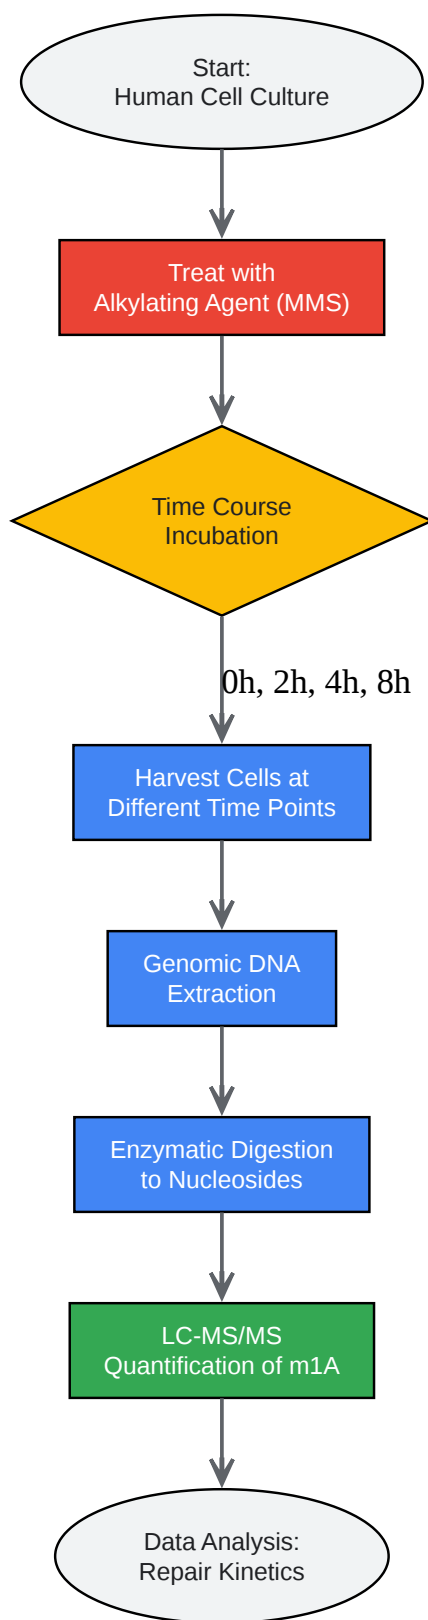 Start:
Human Cell Culture
Treat with
Alkylating Agent (MMS)
Time Course
Incubation
0h, 2h, 4h, 8h
Harvest Cells at
Different Time Points
Genomic DNA
Extraction
Enzymatic Digestion
to Nucleosides
LC-MS/MS
Quantification of m1A
Data Analysis:
Repair Kinetics